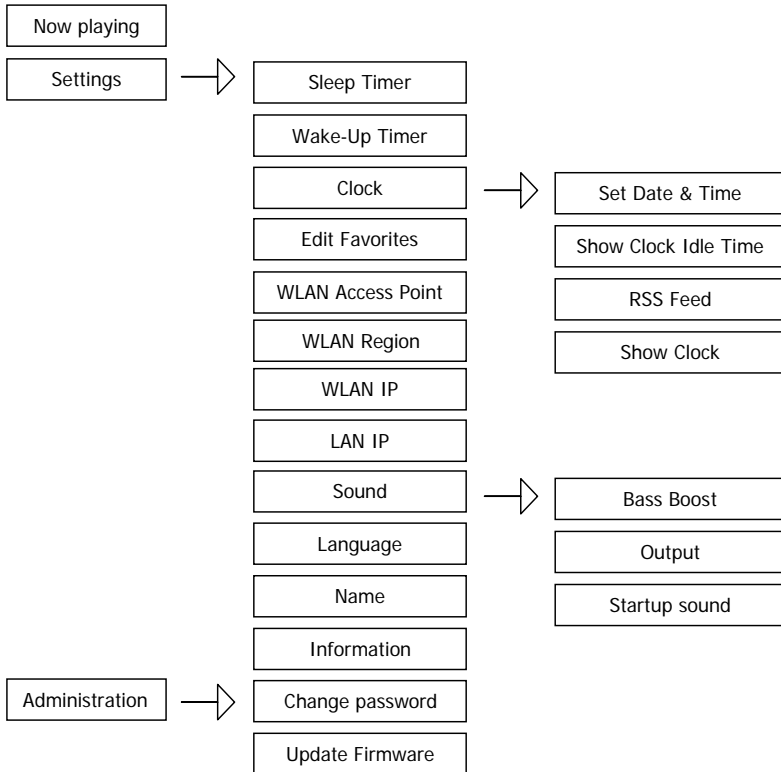 Now playing
Settings
Sleep Timer
Wake-Up Timer
Clock
Set Date & Time
Edit Favorites
Show Clock Idle Time
WLAN Access Point
RSS Feed
WLAN Region
Show Clock
WLAN IP
LAN IP
Sound
Bass Boost
Language
Output
Name
Startup sound
Information
Administration
Change password
Update Firmware